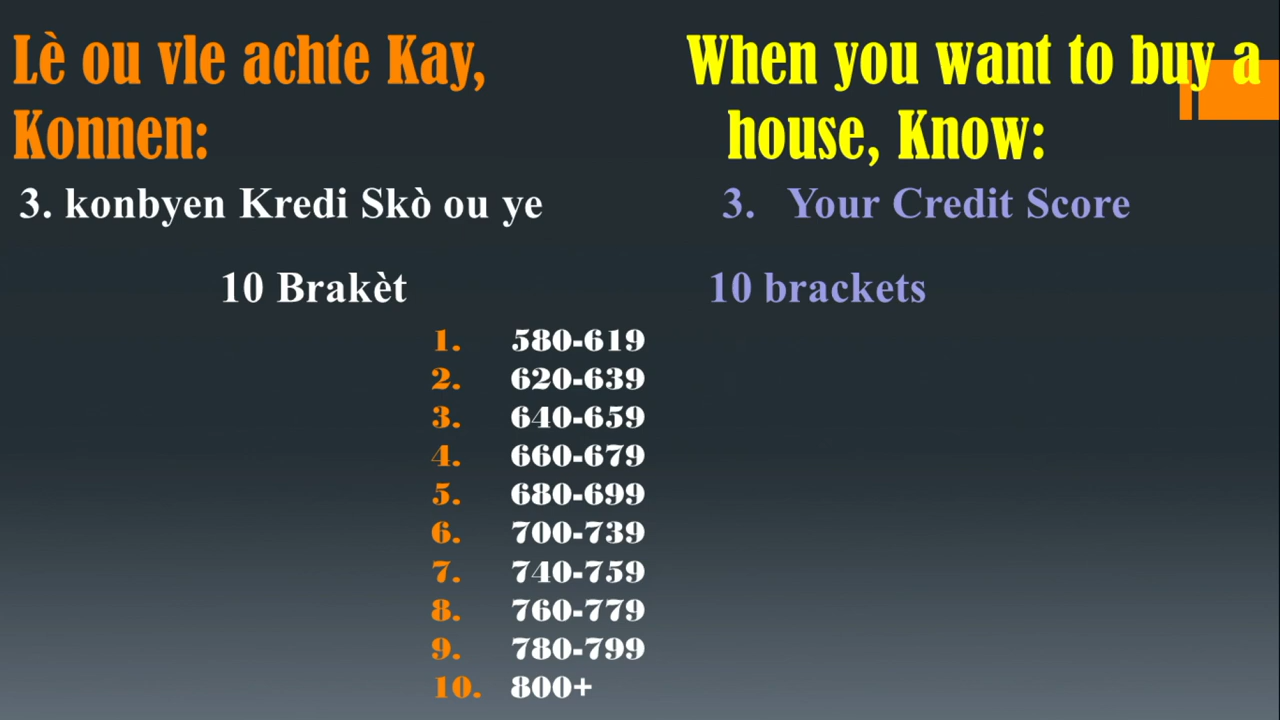 Lè ou vle achte Kay,
Konnen:
When you want to buy a
house, Know:
3. konbyen Kredi Skò ou ye
3. Your Credit Score
10 Brakèt
10 brackets
1. 580-619
2. 620-639
3. 640-659
4. 660-679
5. 680-699
6. 700-739
7. 740-759
8. 760-779
9. 780-799
10. 800+